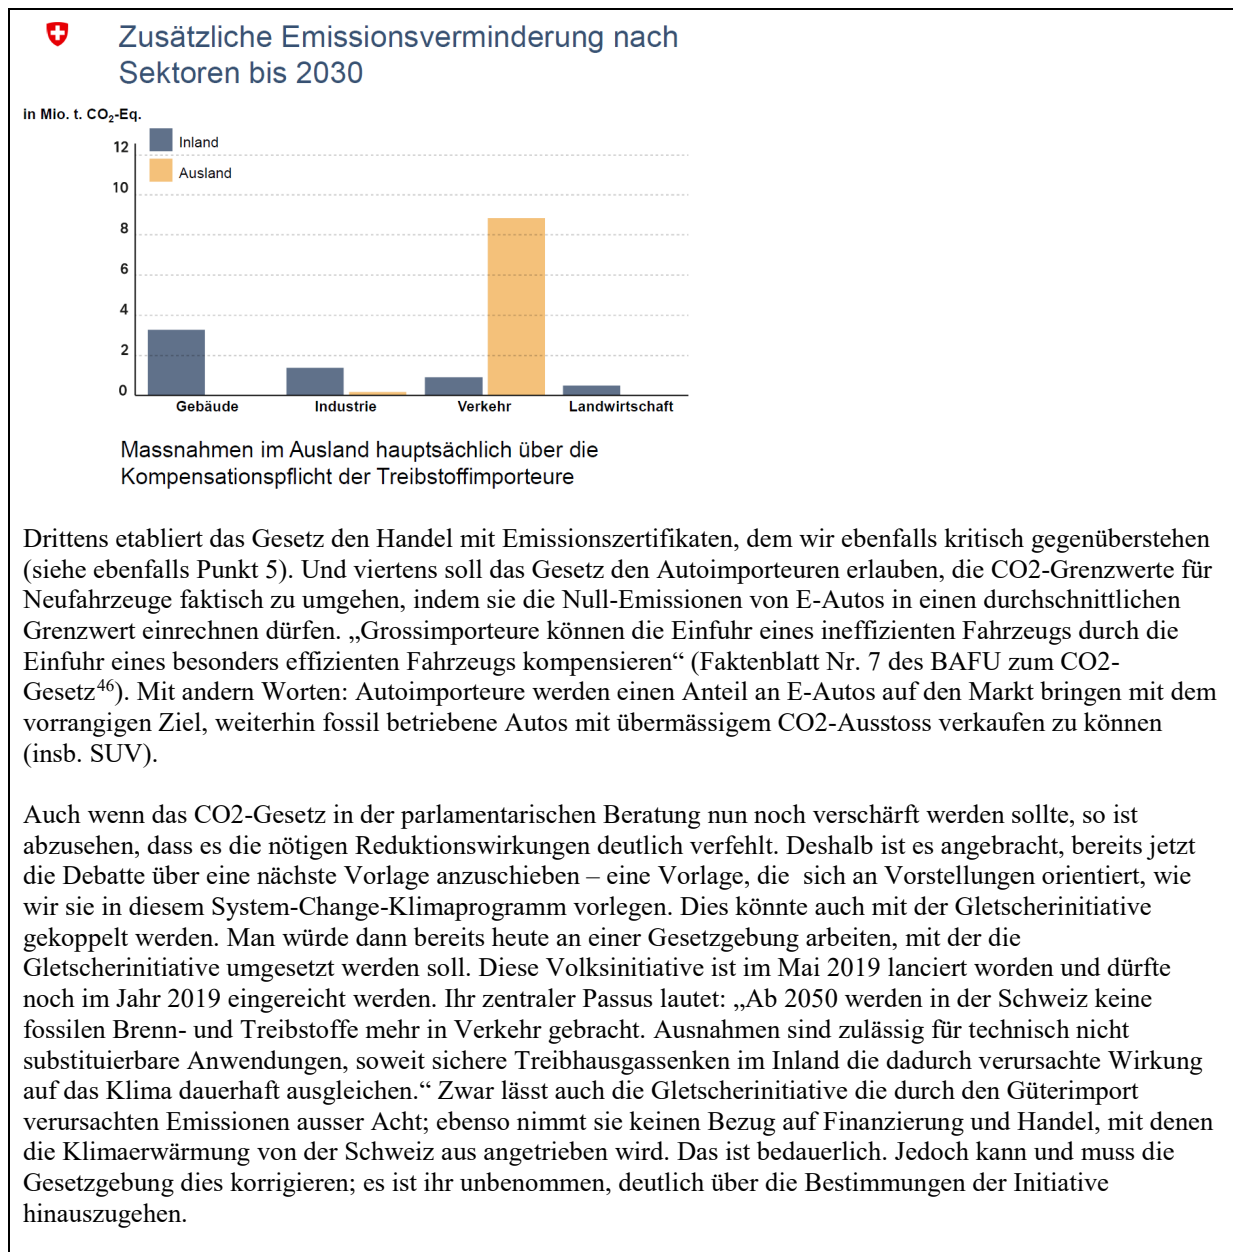 Zusätzliche Emissionsverminderung nach
Sektoren bis 2030
in Mio. t. CO₂-Eq.
Inland
Ausland
12
10
8
6
4
2
0
Gebäude Industrie Verkehr Landwirtschaft
Massnahmen im Ausland hauptsächlich über die
Kompensationspflicht der Treibstoffimporteure
Drittens etabliert das Gesetz den Handel mit Emissionszertifikaten, dem wir ebenfalls kritisch gegenüberstehen
(siehe ebenfalls Punkt 5). Und viertens soll das Gesetz den Autoimporteuren erlauben, die CO2-Grenzwerte für
Neufahrzeuge faktisch zu umgehen, indem sie die Null-Emissionen von E-Autos in einen durchschnittlichen
Grenzwert einrechnen dürfen. „Grossimporteure können die Einfuhr eines ineffizienten Fahrzeugs durch die
Einfuhr eines besonders effizienten Fahrzeugs kompensieren“ (Faktenblatt Nr. 7 des BAFU zum CO2-
Gesetz⁴⁶). Mit andern Worten: Autoimporteure werden einen Anteil an E-Autos auf den Markt bringen mit dem
vorrangigen Ziel, weiterhin fossil betriebene Autos mit übermässigem CO2-Ausstoss verkaufen zu können
(insb. SUV).
Auch wenn das CO2-Gesetz in der parlamentarischen Beratung nun noch verschärft werden sollte, so ist
abzusehen, dass es die nötigen Reduktionswirkungen deutlich verfehlt. Deshalb ist es angebracht, bereits jetzt
die Debatte über eine nächste Vorlage anzuschieben – eine Vorlage, die sich an Vorstellungen orientiert, wie
wir sie in diesem System-Change-Klimaprogramm vorlegen. Dies könnte auch mit der Gletscherinitiative
gekoppelt werden. Man würde dann bereits heute an einer Gesetzgebung arbeiten, mit der die
Gletscherinitiative umgesetzt werden soll. Diese Volksinitiative ist im Mai 2019 lanciert worden und dürfte
noch im Jahr 2019 eingereicht werden. Ihr zentraler Passus lautet: „Ab 2050 werden in der Schweiz keine
fossilen Brenn- und Treibstoffe mehr in Verkehr gebracht. Ausnahmen sind zulässig für technisch nicht
substituierbare Anwendungen, soweit sichere Treibhausgassenken im Inland die dadurch verursachte Wirkung
auf das Klima dauerhaft ausgleichen.“ Zwar lässt auch die Gletscherinitiative die durch den Güterimport
verursachten Emissionen ausser Acht; ebenso nimmt sie keinen Bezug auf Finanzierung und Handel, mit denen
die Klimaerwärmung von der Schweiz aus angetrieben wird. Das ist bedauerlich. Jedoch kann und muss die
Gesetzgebung dies korrigieren; es ist ihr unbenommen, deutlich über die Bestimmungen der Initiative
hinauszugehen.